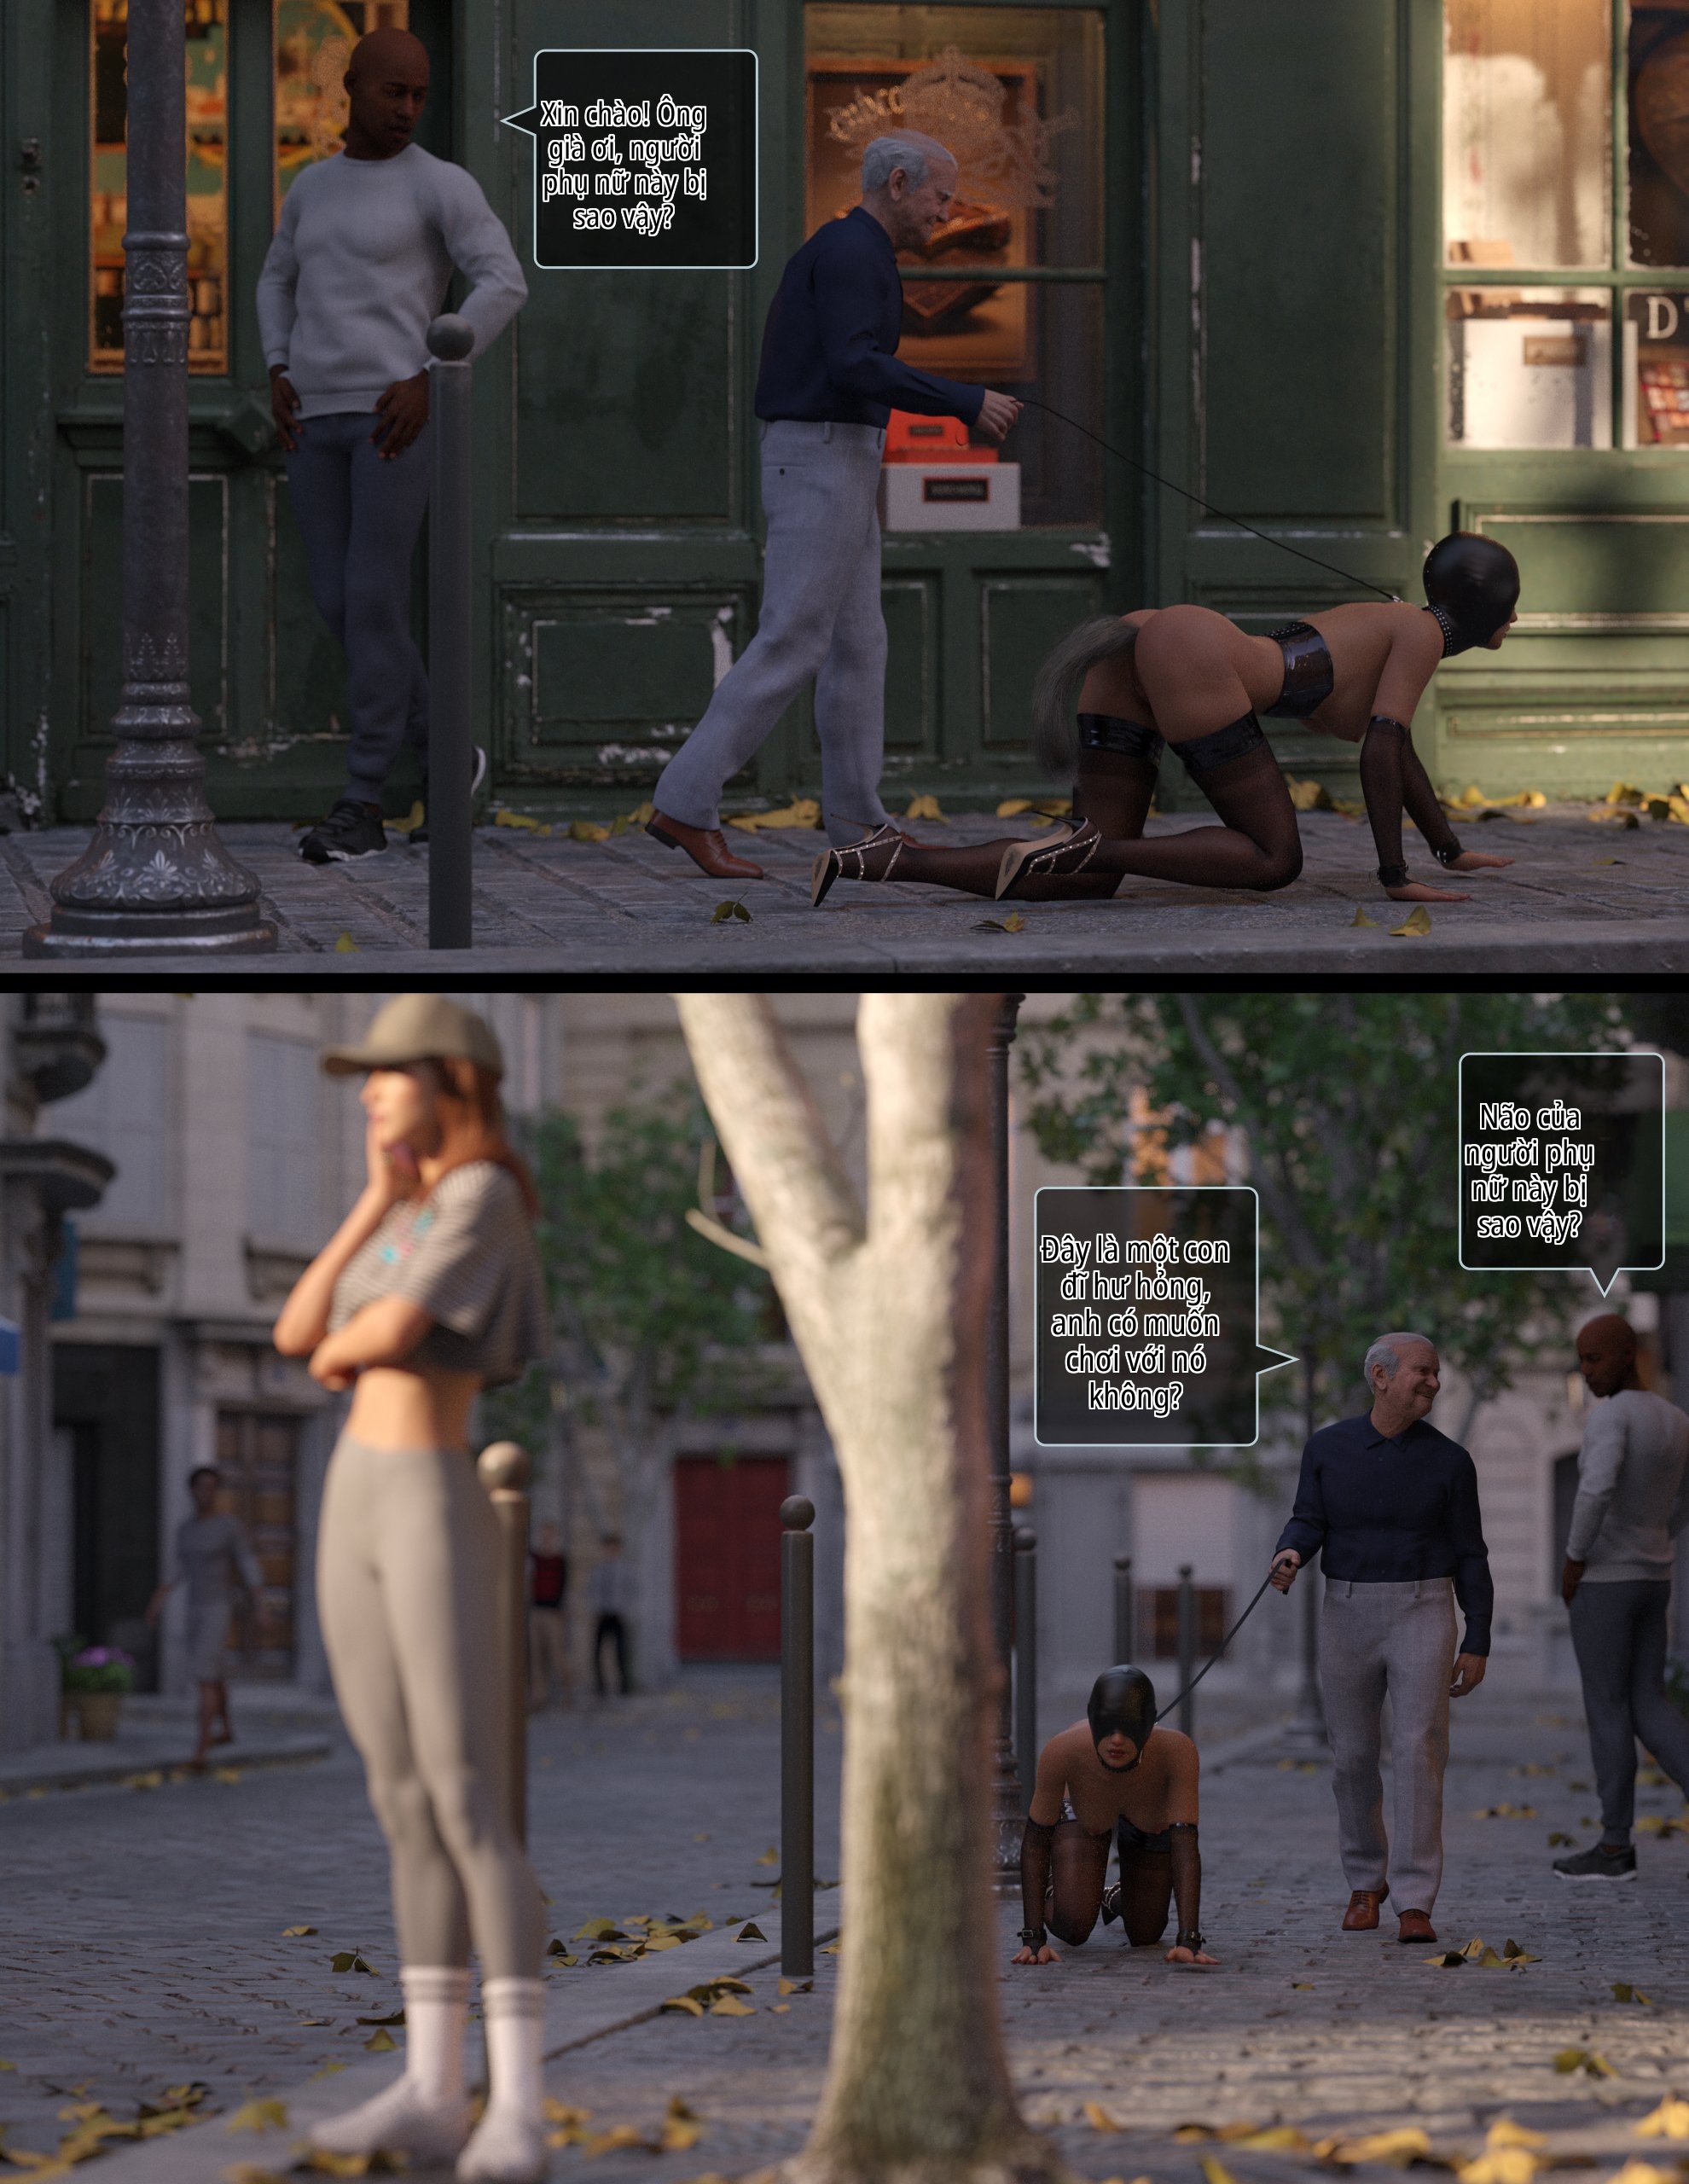 Xin chào! Ông
già ơi, người
phụ nữ này bị
sao vậy?
D'
Não của
người phụ
nữ này bị
sao vậy?
Đây là một con
đĩ hư hỏng,
anh có muốn
chơi với nó
không?